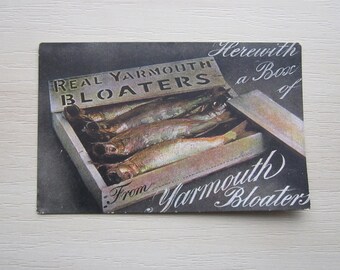 Herewith
a Box
of
REAL YARMOUTH
BLOATERS
From Yarmouth
Bloaters